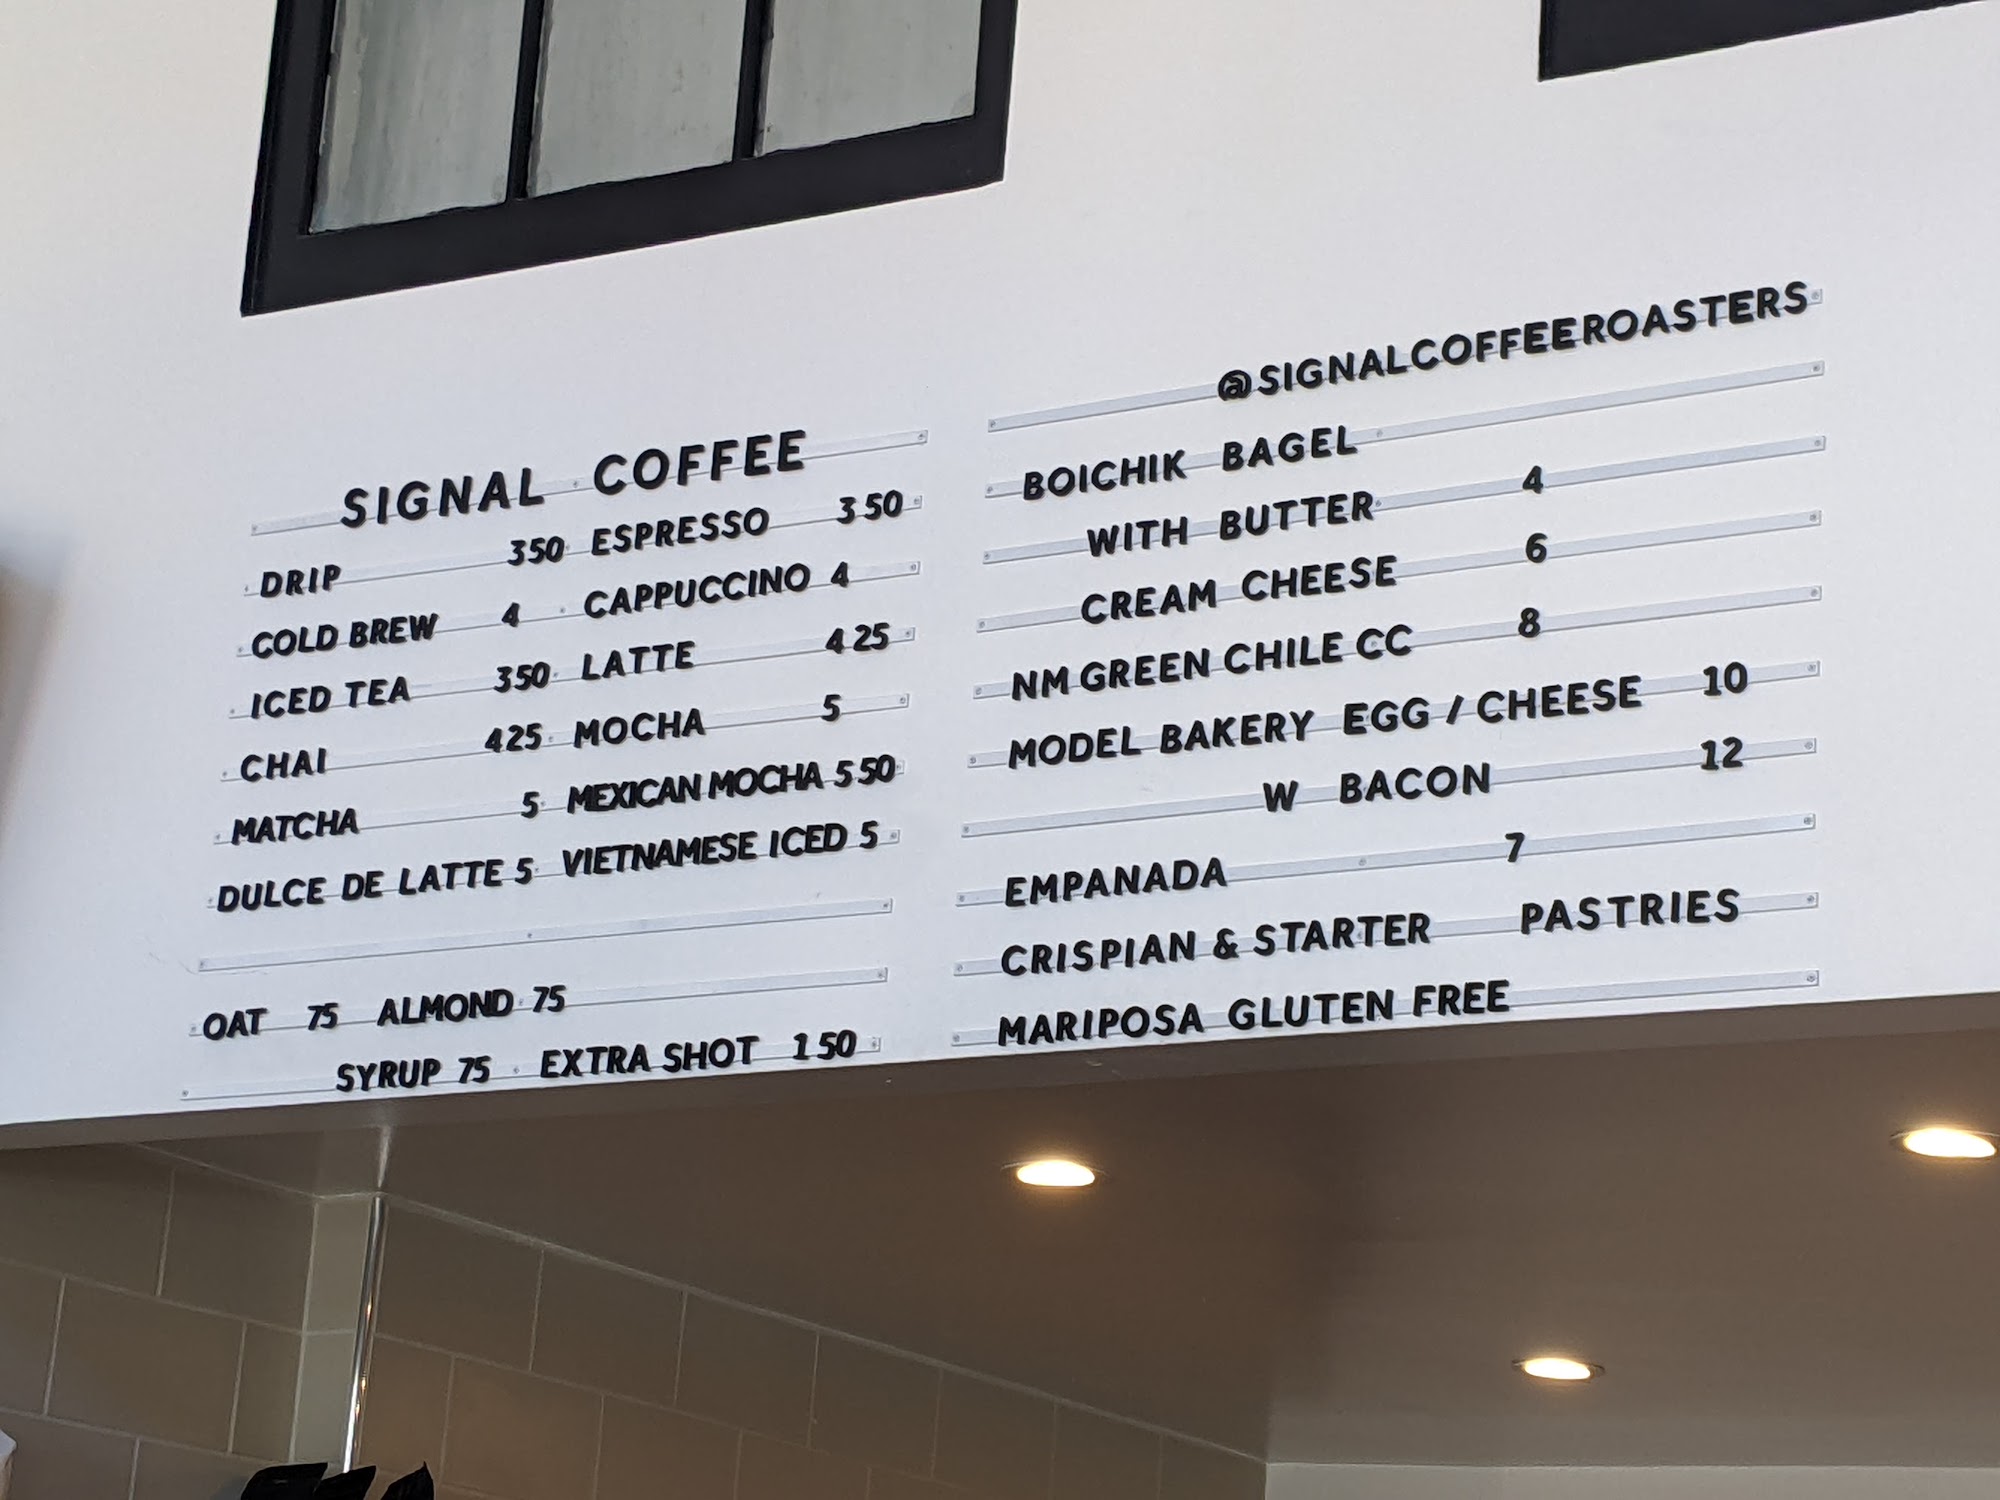 SIGNAL COFFEE
DRIP 350 ESPRESSO 350
COLD BREW 4 CAPPUCCINO 4
ICED TEA 350 LATTE 425
CHAI 425 MOCHA 5
MATCHA 5 MEXICAN MOCHA 550
DULCE DE LATTE 5 VIETNAMESE ICED 5
OAT 75 ALMOND 75
SYRUP 75 EXTRA SHOT 150
@SIGNALCOFFEEROASTERS
BOICHIK BAGEL
WITH BUTTER 4
CREAM CHEESE 6
NM GREEN CHILE CC 8
MODEL BAKERY EGG / CHEESE 10
W BACON 12
EMPANADA 7
CRISPIAN & STARTER PASTRIES
MARIPOSA GLUTEN FREE